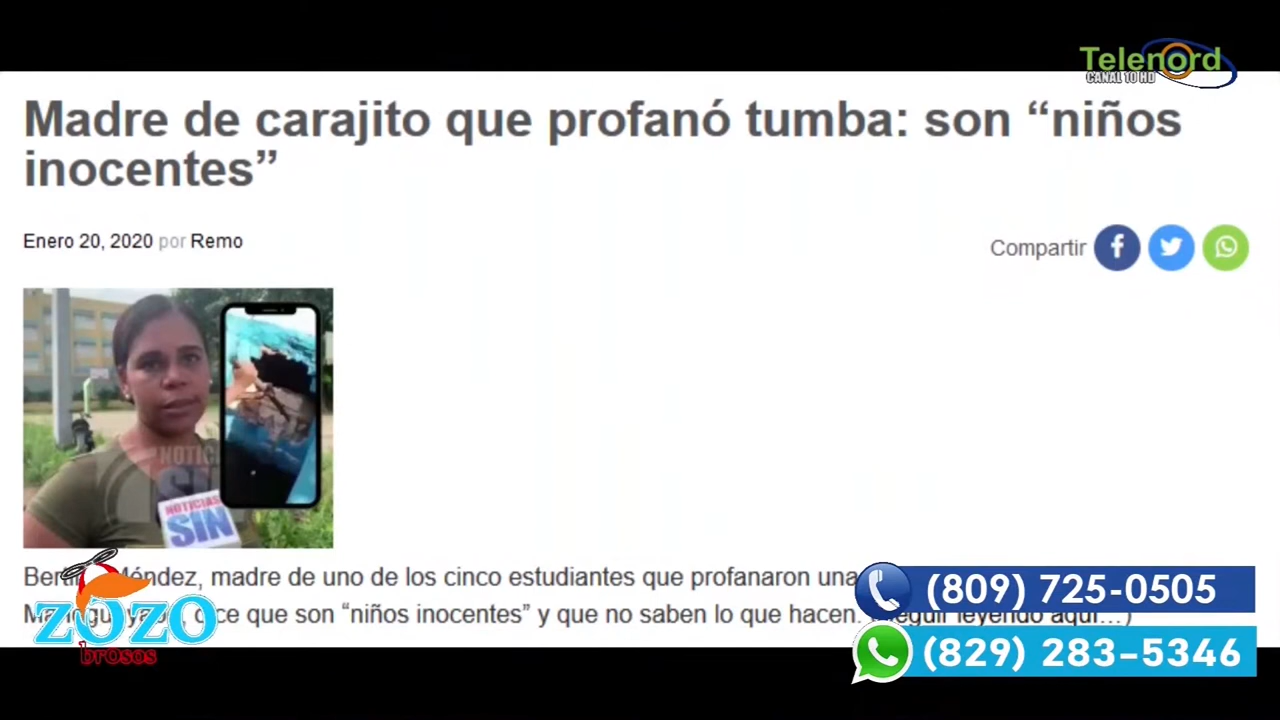 Telenord
CANAL 10 HD
Madre de carajito que profanó tumba: son “niños
inocentes”
Enero 20, 2020 por Remo
Compartir
NOTICIAS
SIN
Méndez, madre de uno de los cinco estudiantes que profanaron una
que son “niños inocentes” y que no saben lo que hacen. leyendo aquí…)
zozo
brosos
(809) 725-0505
(829) 283-5346